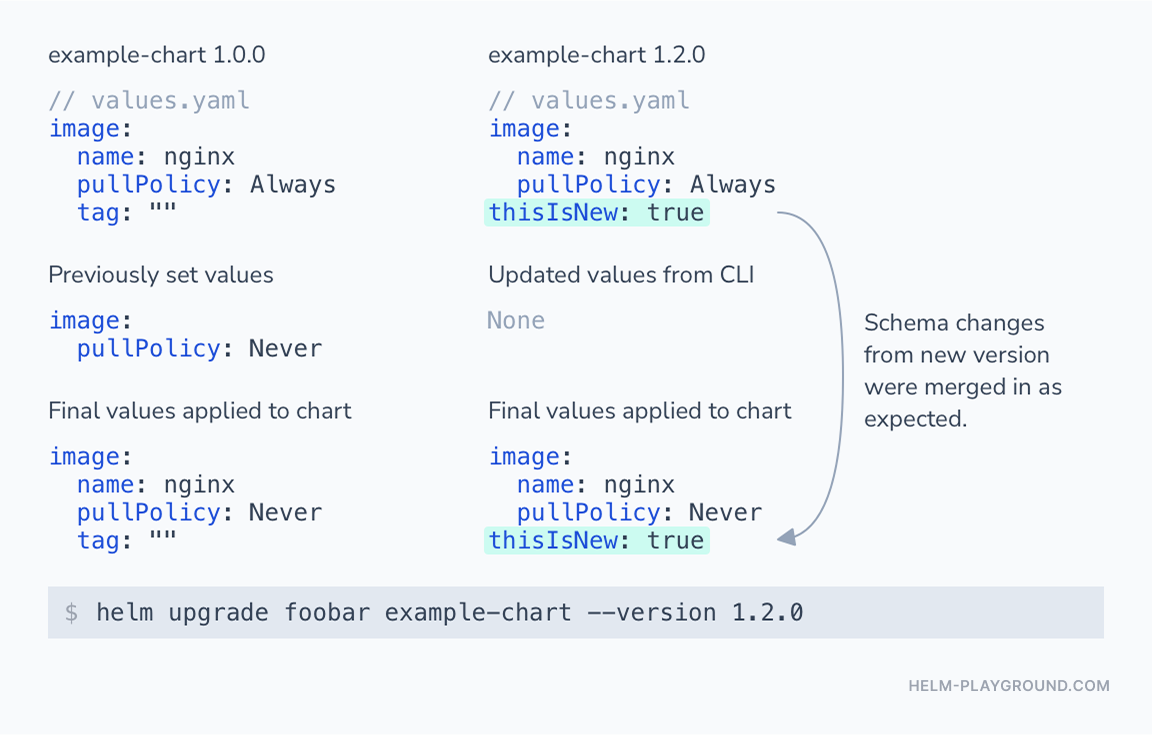 example-chart 1.0.0
// values.yaml
image:
  name: nginx
  pullPolicy: Always
  tag: ""
Previously set values
image:
  pullPolicy: Never
Final values applied to chart
image:
  name: nginx
  pullPolicy: Never
  tag: ""
example-chart 1.2.0
// values.yaml
image:
  name: nginx
  pullPolicy: Always
thisIsNew: true
Updated values from CLI
None
Final values applied to chart
image:
  name: nginx
  pullPolicy: Never
thisIsNew: true
Schema changes
from new version
were merged in as
expected.
$ helm upgrade foobar example-chart --version 1.2.0
HELM-PLAYGROUND.COM